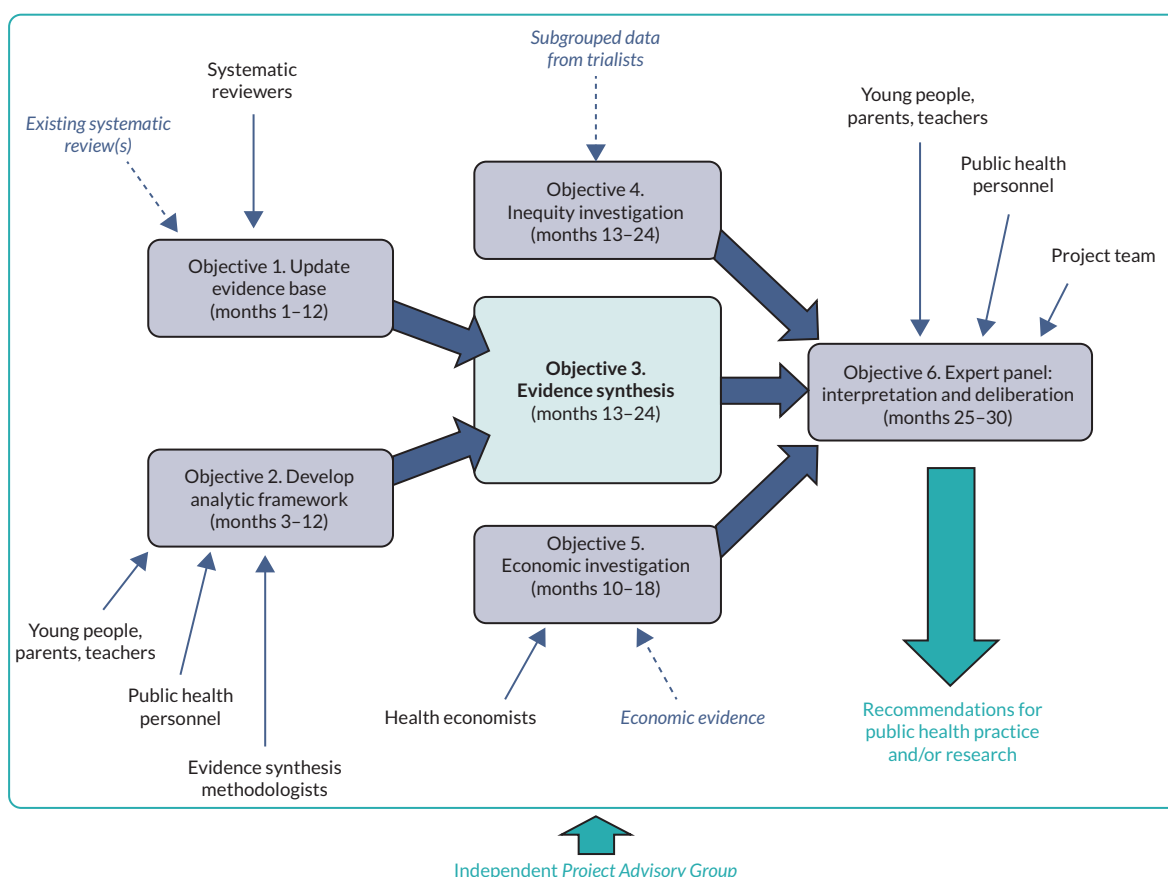 Subgrouped data
from trialists
Systematic
reviewers
Existing systematic
review(s)
Young people,
parents, teachers
Public health
personnel
Project team
Objective 4.
Inequity investigation
(months 13–24)
Objective 1. Update
evidence base
(months 1–12)
Objective 3.
Evidence synthesis
(months 13–24)
Objective 6. Expert panel:
interpretation and deliberation
(months 25–30)
Objective 2. Develop
analytic framework
(months 3–12)
Objective 5.
Economic investigation
(months 10–18)
Young people,
parents, teachers
Public health
personnel
Evidence synthesis
methodologists
Health economists
Economic evidence
Recommendations for
public health practice
and/or research
Independent Project Advisory Group